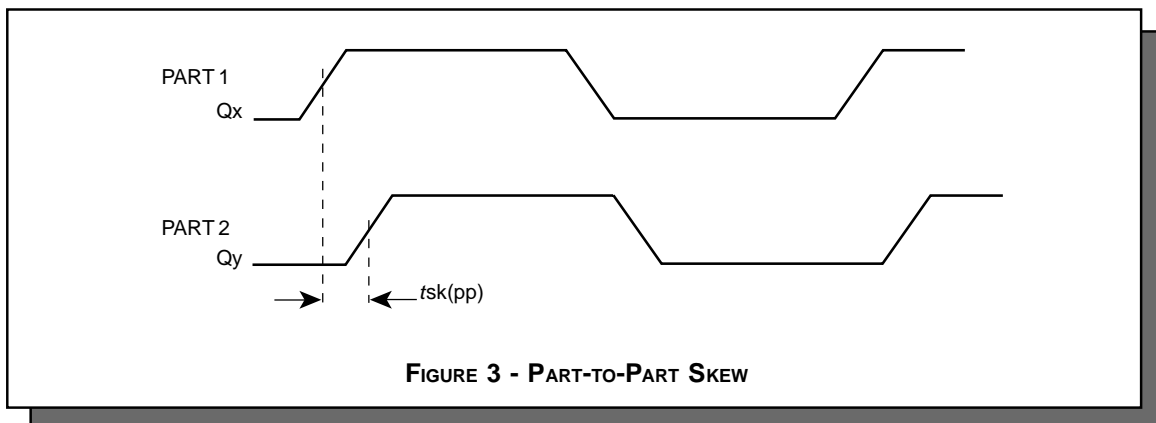 PART 1
Qx
PART 2
Qy
tsk(pp)
FIGURE 3 - PART-TO-PART SKEW